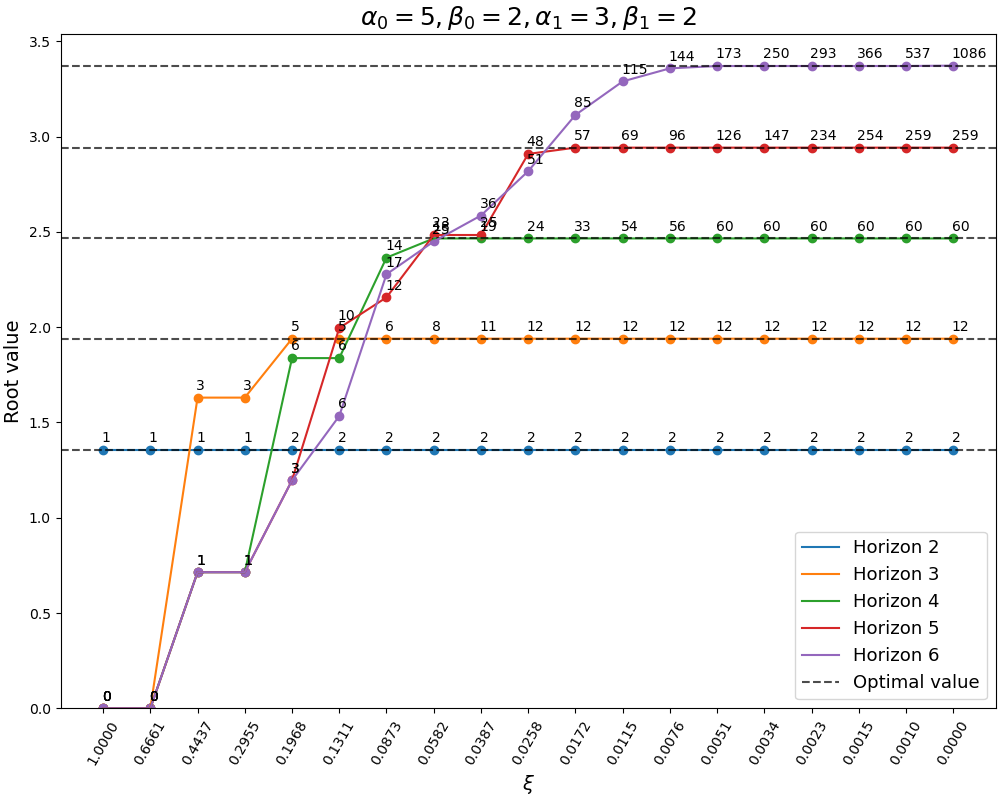 α₀ = 5, β₀ = 2, α₁ = 3, β₁ = 2
Root value
3.5
3.0
2.5
2.0
1.5
1.0
0.5
0.0
144 173 250 293 366 537 1086
115
85
48 57 69 96 126 147 234 254 259 259
51
36
23
14 24 33 54 56 60 60 60 60 60 60
17
12
10
5 6 8 11 12 12 12 12 12 12 12 12 12 12
6 6
3 3
6
1 1 1 1 2 2 2 2 2 2 2 2 2 2 2 2 2 2 2
3
1 1
0 0
Horizon 2
Horizon 3
Horizon 4
Horizon 5
Horizon 6
Optimal value
1.0000 0.6661 0.4437 0.2955 0.1968 0.1311 0.0873 0.0582 0.0387 0.0258 0.0172 0.0115 0.0076 0.0051 0.0034 0.0023 0.0015 0.0010 0.0000
ξ